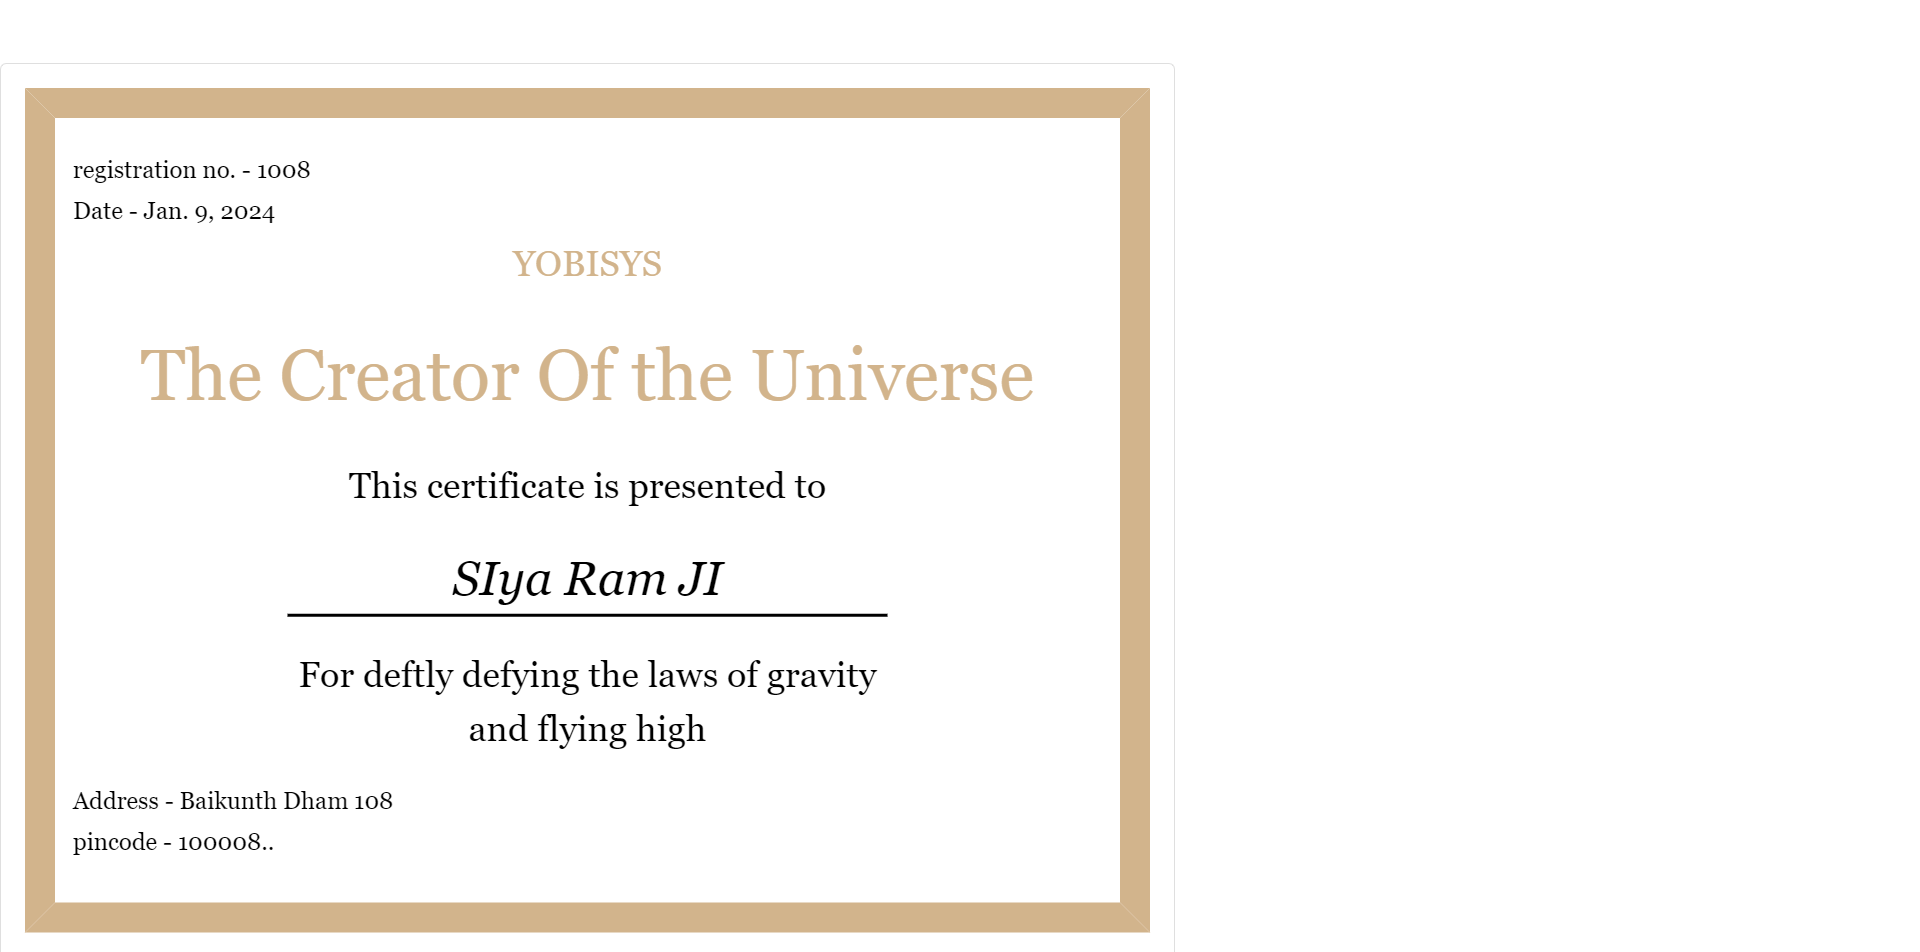 registration no. - 1008
Date - Jan. 9, 2024
YOBISYS
The Creator Of the Universe
This certificate is presented to
SIya Ram JI
For deftly defying the laws of gravity
and flying high
Address - Baikunth Dham 108
pincode - 100008..